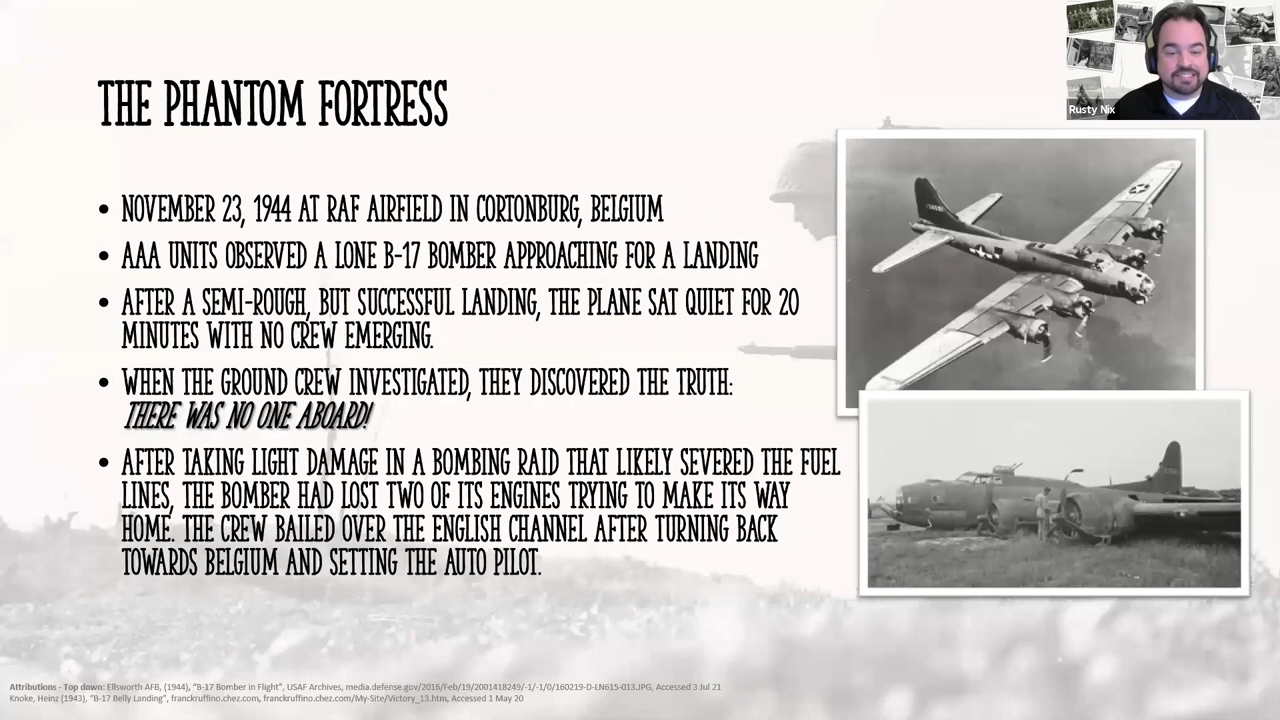 THE PHANTOM FORTRESS
Rusty Nix
• NOVEMBER 23, 1944 AT RAF AIRFIELD IN CORTONBURG, BELGIUM
• AAA UNITS OBSERVED A LONE B-17 BOMBER APPROACHING FOR A LANDING
• AFTER A SEMI-ROUGH, BUT SUCCESSFUL LANDING, THE PLANE SAT QUIET FOR 20
MINUTES WITH NO CREW EMERGING.
• WHEN THE GROUND CREW INVESTIGATED, THEY DISCOVERED THE TRUTH:
THERE WAS NO ONE ABOARD!
• AFTER TAKING LIGHT DAMAGE IN A BOMBING RAID THAT LIKELY SEVERED THE FUEL
LINES, THE BOMBER HAD LOST TWO OF ITS ENGINES TRYING TO MAKE ITS WAY
HOME. THE CREW BAILED OVER THE ENGLISH CHANNEL AFTER TURNING BACK
TOWARDS BELGIUM AND SETTING THE AUTO PILOT.
Attributions - Top down: Ellsworth AFB, (1944), "B-17 Bomber in Flight", USAF Archives, media.defense.gov/2016/Feb/19/2001418249/-1/-1/0/160219-D-LN615-013.JPG, Accessed 3 Jul 21
Knoke, Heinz (1943), "B-17 Belly Landing", franckruffino.chez.com, franckruffino.chez.com/My-Site/Victory_13.htm, Accessed 1 May 20